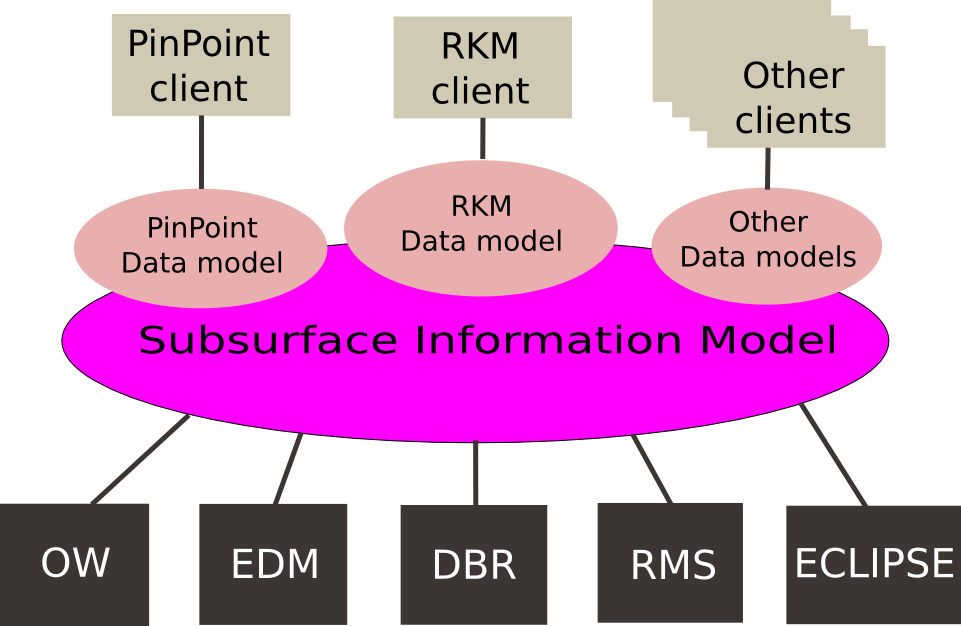 PinPoint
client
RKM
client
Other
clients
PinPoint
Data model
RKM
Data model
Other
Data models
Subsurface Information Model
OW
EDM
DBR
RMS
ECLIPSE